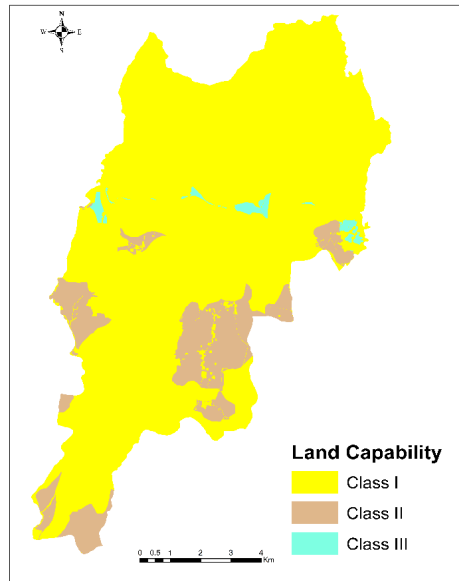 N
W E
S
Land Capability
Class I
Class II
Class III
0 0.5 1 2 3 4
Km